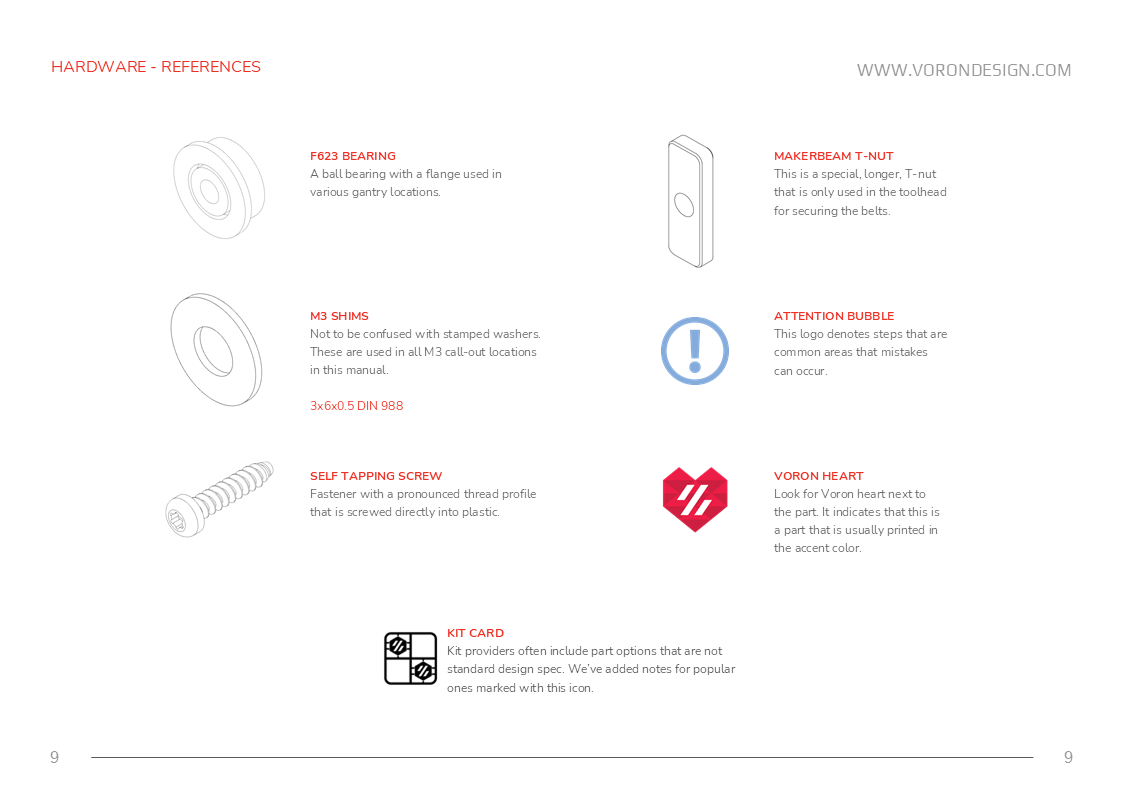 HARDWARE - REFERENCES
WWW.VORONDESIGN.COM
F623 BEARING
A ball bearing with a flange used in
various gantry locations.
M3 SHIMS
Not to be confused with stamped washers.
These are used in all M3 call-out locations
in this manual.
3x6x0.5 DIN 988
SELF TAPPING SCREW
Fastener with a pronounced thread profile
that is screwed directly into plastic.
MAKERBEAM T-NUT
This is a special, longer, T-nut
that is only used in the toolhead
for securing the belts.
ATTENTION BUBBLE
This logo denotes steps that are
common areas that mistakes
can occur.
VORON HEART
Look for Voron heart next to
the part. It indicates that this is
a part that is usually printed in
the accent color.
KIT CARD
Kit providers often include part options that are not
standard design spec. We’ve added notes for popular
ones marked with this icon.
9
9